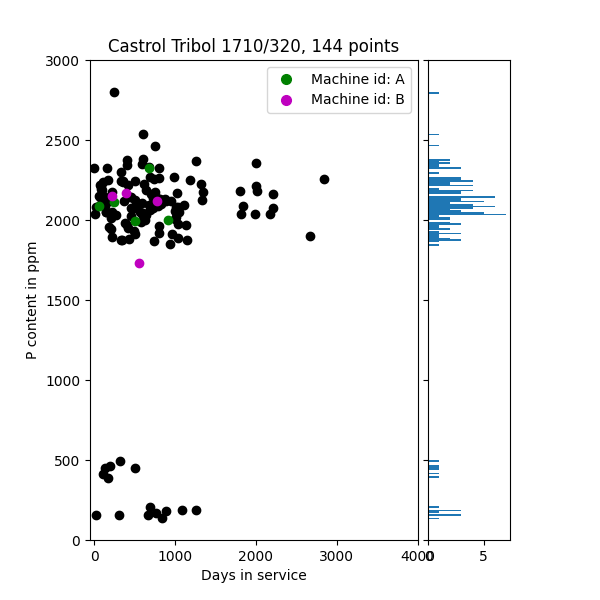 Castrol Tribol 1710/320, 144 points
Machine id: A
Machine id: B
3000
2500
2000
1500
1000
500
0
P content in ppm
0 1000 2000 3000 4000
0 5
Days in service